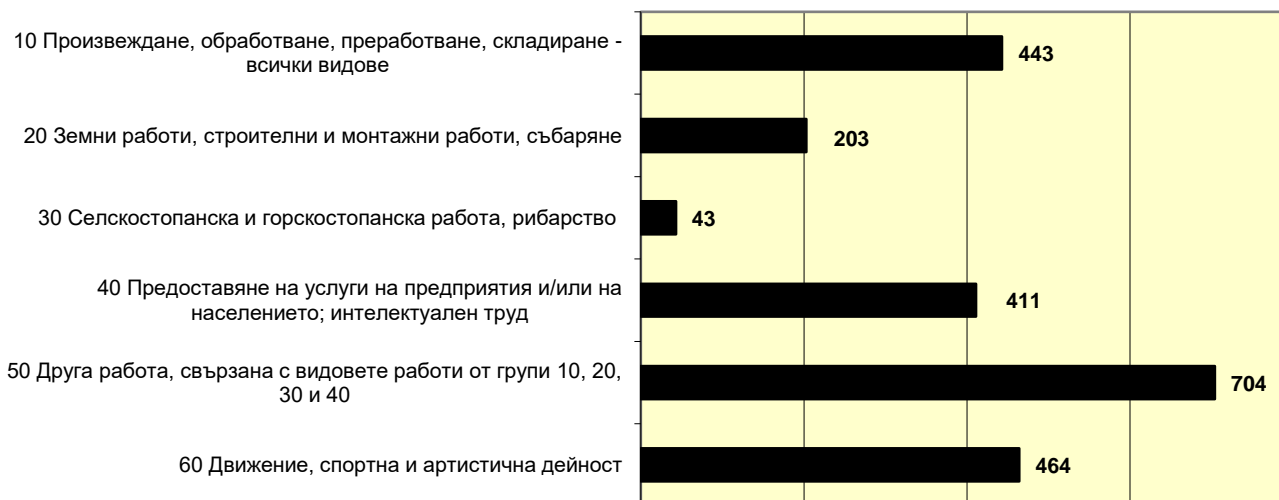 10 Произвеждане, обработване, преработване, складиране -
всички видове
443
20 Земни работи, строителни и монтажни работи, събаряне
203
30 Селскостопанска и горскостопанска работа, рибарство
43
40 Предоставяне на услуги на предприятия и/или на
населението; интелектуален труд
411
50 Друга работа, свързана с видовете работи от групи 10, 20,
30 и 40
704
60 Движение, спортна и артистична дейност
464